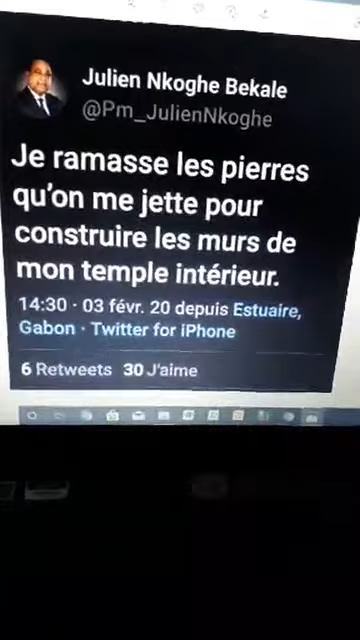 Julien Nkoghe Bekale
@Pm_JulienNkoghe
Je ramasse les pierres
qu'on me jette pour
construire les murs de
mon temple intérieur.
14:30 · 03 févr. 20 depuis Estuaire,
Gabon · Twitter for iPhone
6 Retweets 30 J'aime